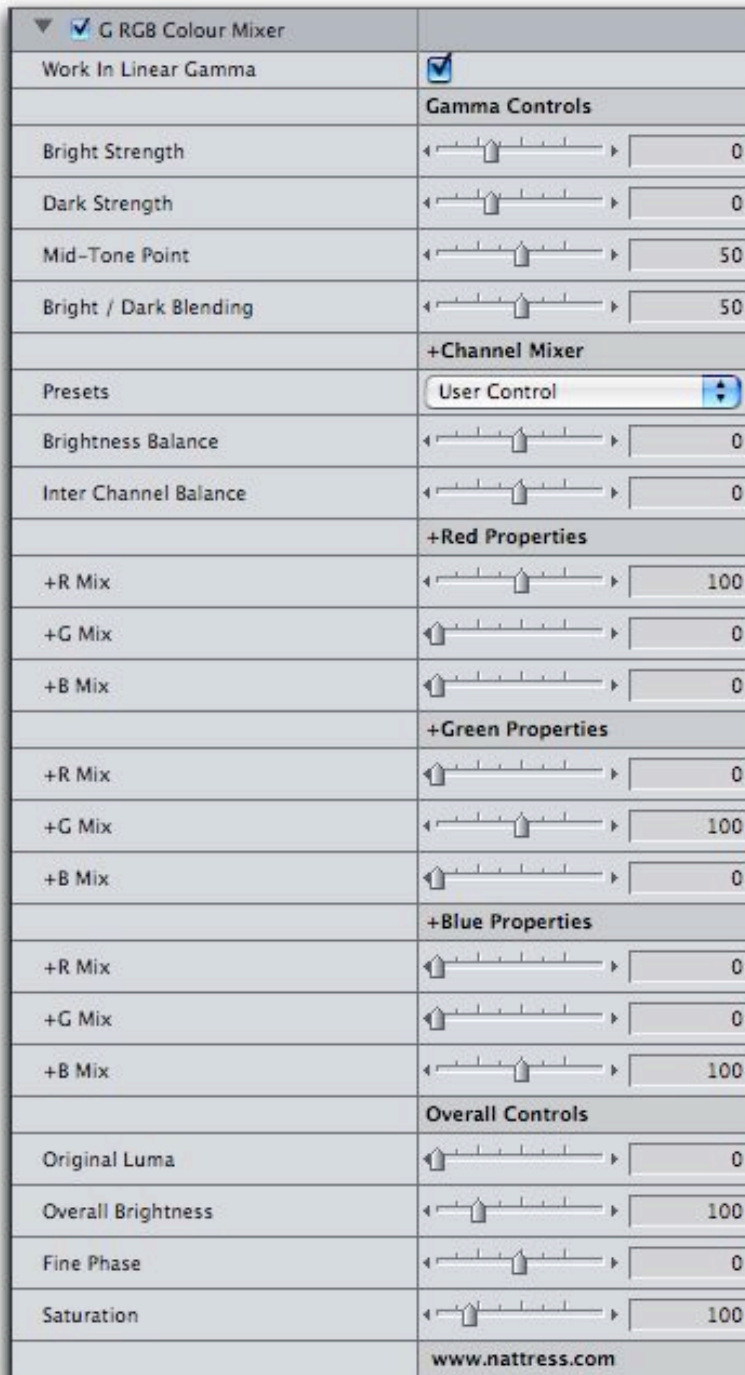 G RGB Colour Mixer
Work In Linear Gamma
Gamma Controls
Bright Strength 0
Dark Strength 0
Mid-Tone Point 50
Bright / Dark Blending 50
+Channel Mixer
Presets User Control
Brightness Balance 0
Inter Channel Balance 0
+Red Properties
+R Mix 100
+G Mix 0
+B Mix 0
+Green Properties
+R Mix 0
+G Mix 100
+B Mix 0
+Blue Properties
+R Mix 0
+G Mix 0
+B Mix 100
Overall Controls
Original Luma 0
Overall Brightness 100
Fine Phase 0
Saturation 100
www.nattress.com